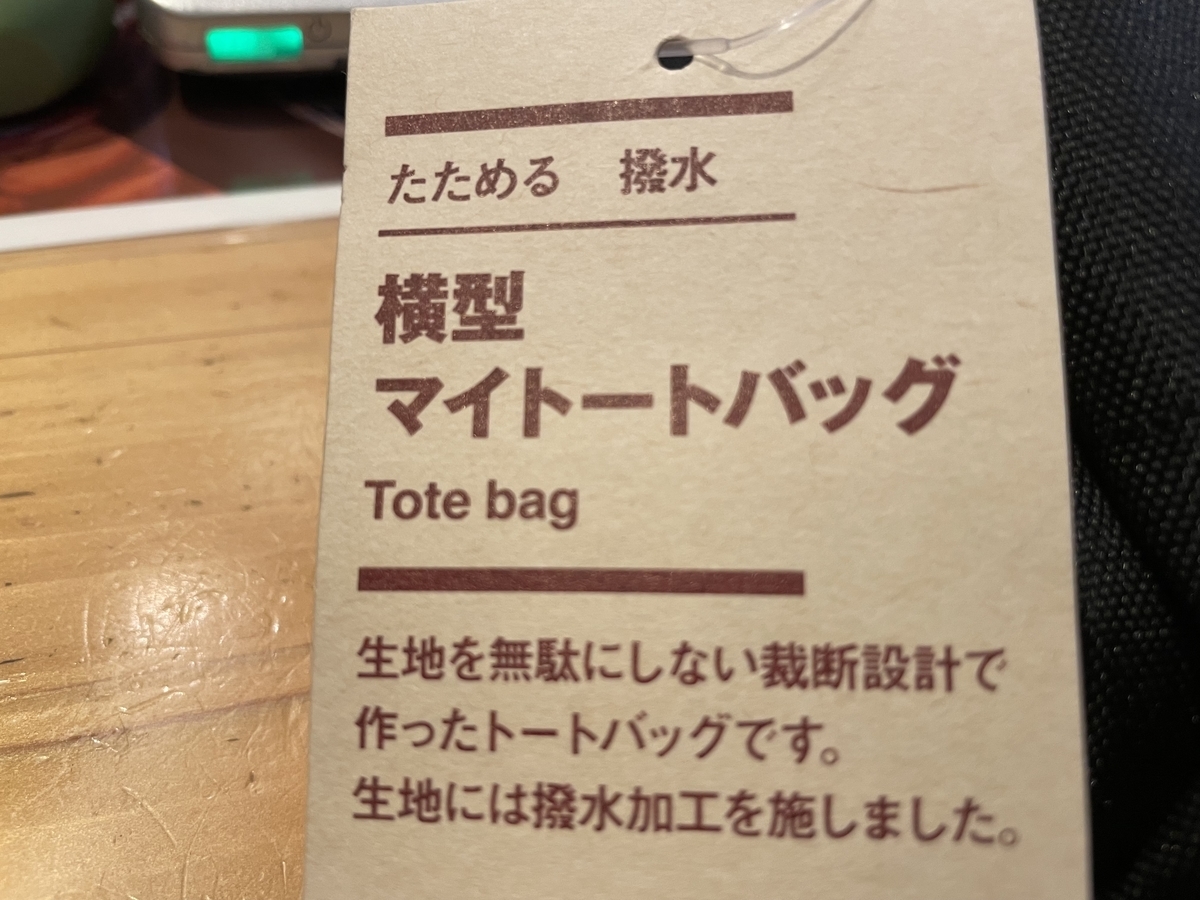 たためる　撥水
横型
マイトートバッグ
Tote bag
生地を無駄にしない裁断設計で
作ったトートバッグです。
生地には撥水加工を施しました。